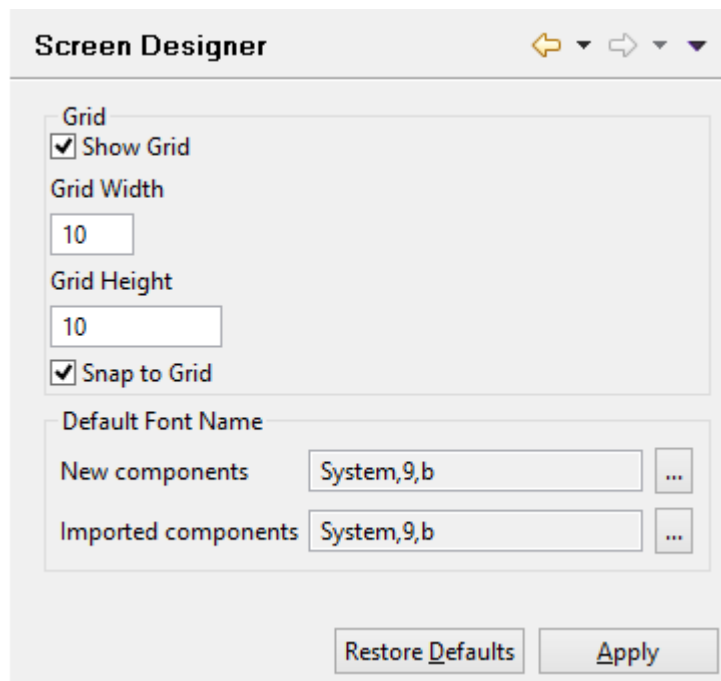 Screen Designer
Grid
Show Grid
Grid Width
10
Grid Height
10
Snap to Grid
Default Font Name
New components System,9,b ...
Imported components System,9,b ...
Restore Defaults Apply